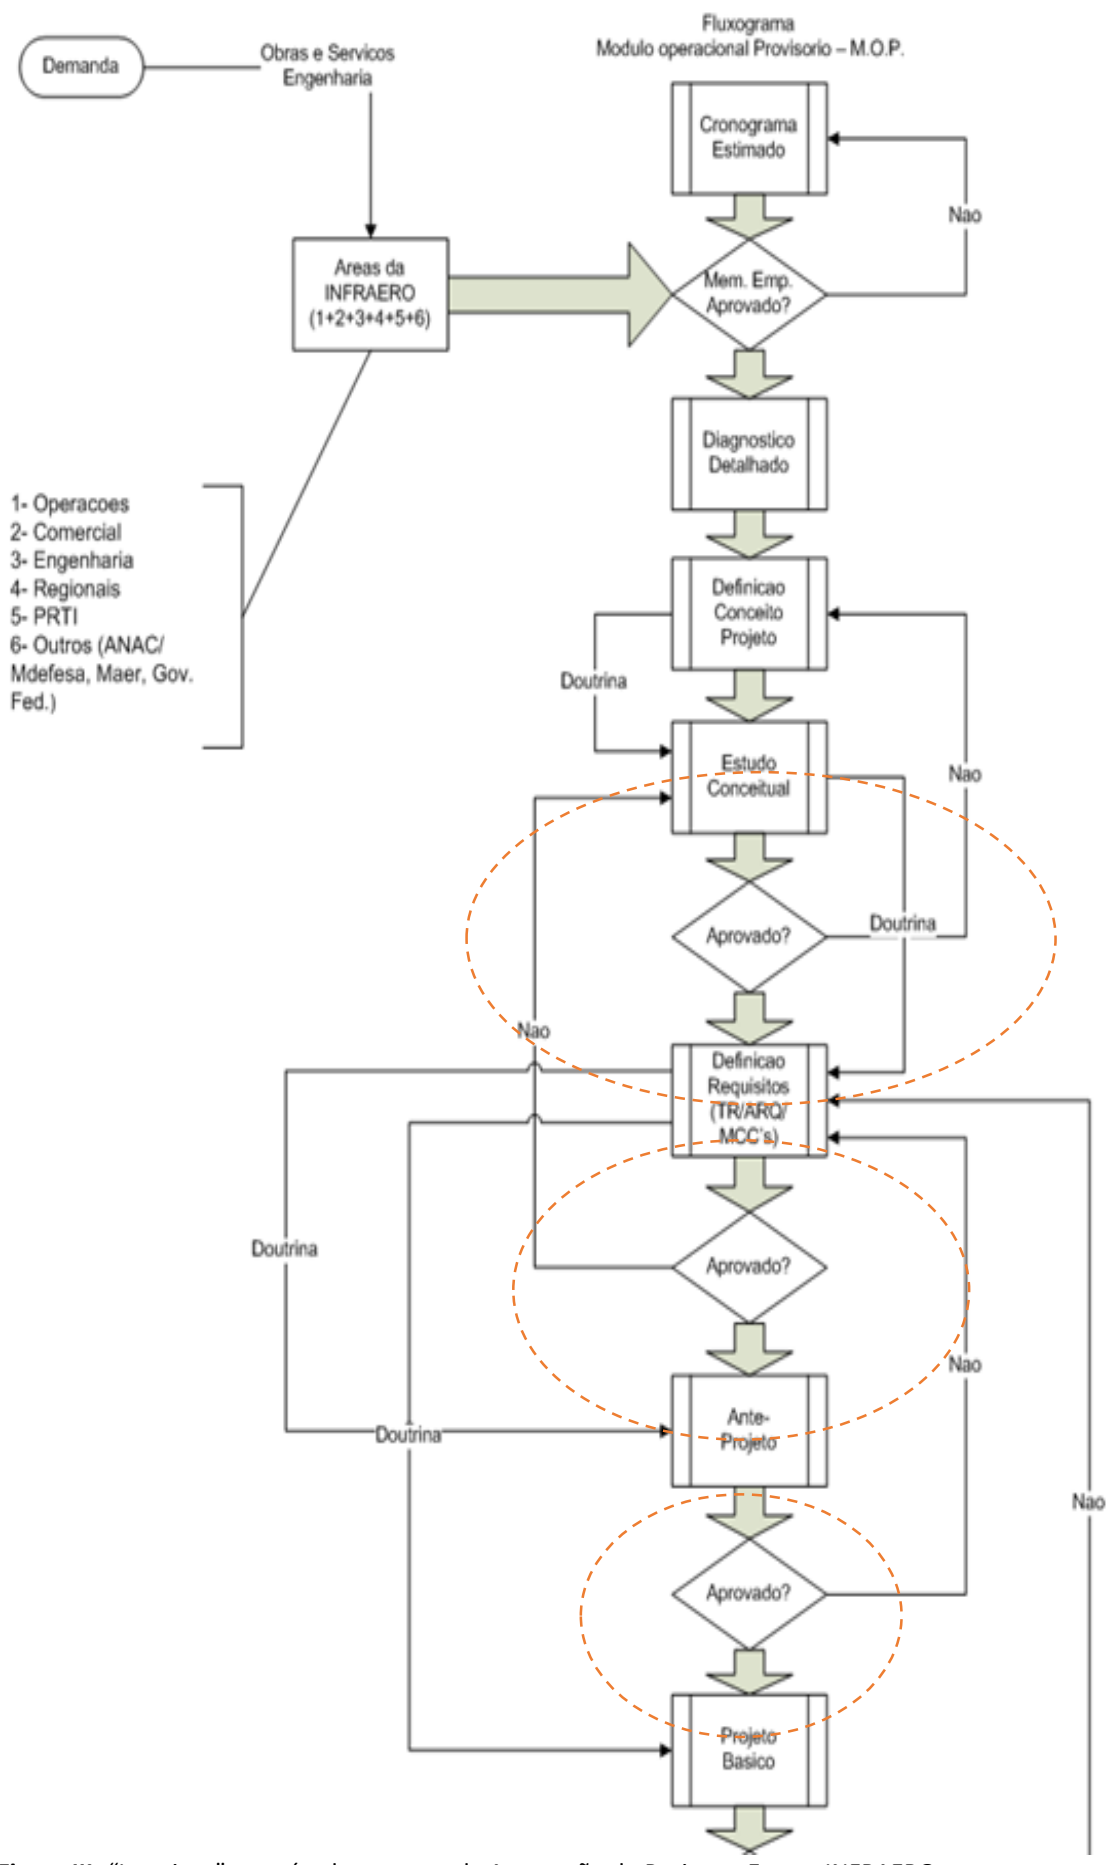 Fluxograma
Modulo operacional Provisorio – M.O.P.
Demanda
Obras e Servicos
Engenharia
Cronograma
Estimado
Nao
Areas da
INFRAERO
(1+2+3+4+5+6)
Mem. Emp.
Aprovado?
Diagnostico
Detalhado
1- Operacoes
2- Comercial
3- Engenharia
4- Regionais
5- PRTI
6- Outros (ANAC/
Mdefesa, Maer, Gov.
Fed.)
Definicao
Conceito
Projeto
Doutrina
Estudo
Conceitual
Nao
Aprovado?
Doutrina
Nao
Definicao
Requisitos
(TR/ARQ/
MCC's)
Doutrina
Aprovado?
Nao
Ante-
Projeto
Doutrina
Nao
Aprovado?
Projeto
Basico